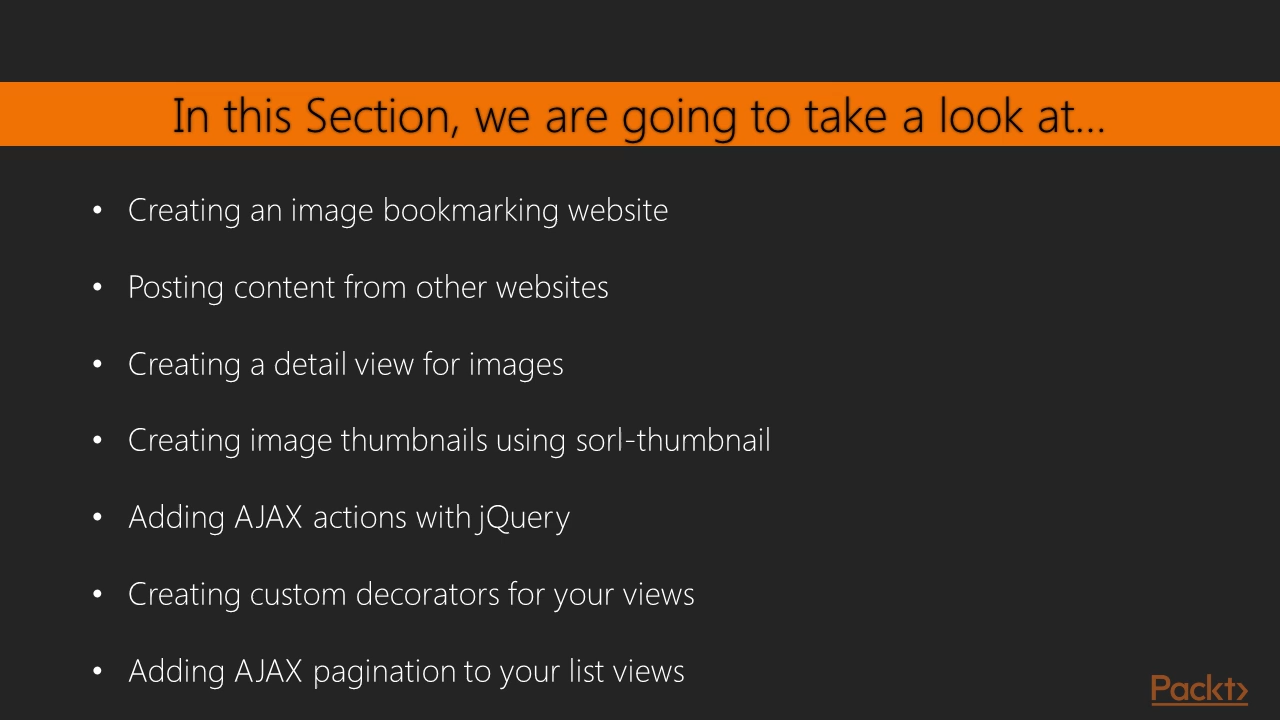 In this Section, we are going to take a look at...
• Creating an image bookmarking website
• Posting content from other websites
• Creating a detail view for images
• Creating image thumbnails using sorl-thumbnail
• Adding AJAX actions with jQuery
• Creating custom decorators for your views
• Adding AJAX pagination to your list views
Packt>